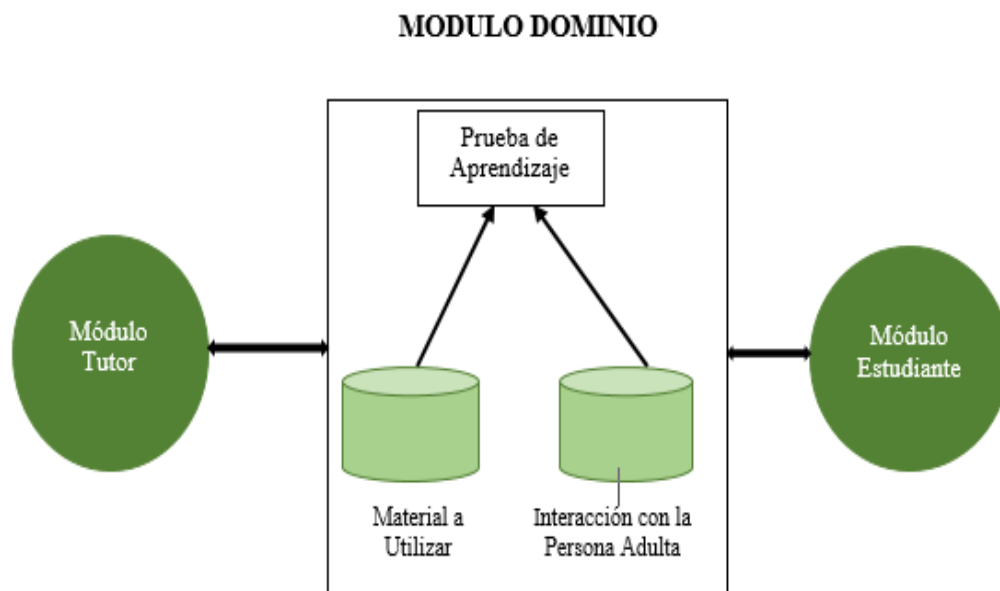 MODULO DOMINIO
Prueba de
Aprendizaje
Módulo
Tutor
Módulo
Estudiante
Material a
Utilizar
Interacción con la
Persona Adulta